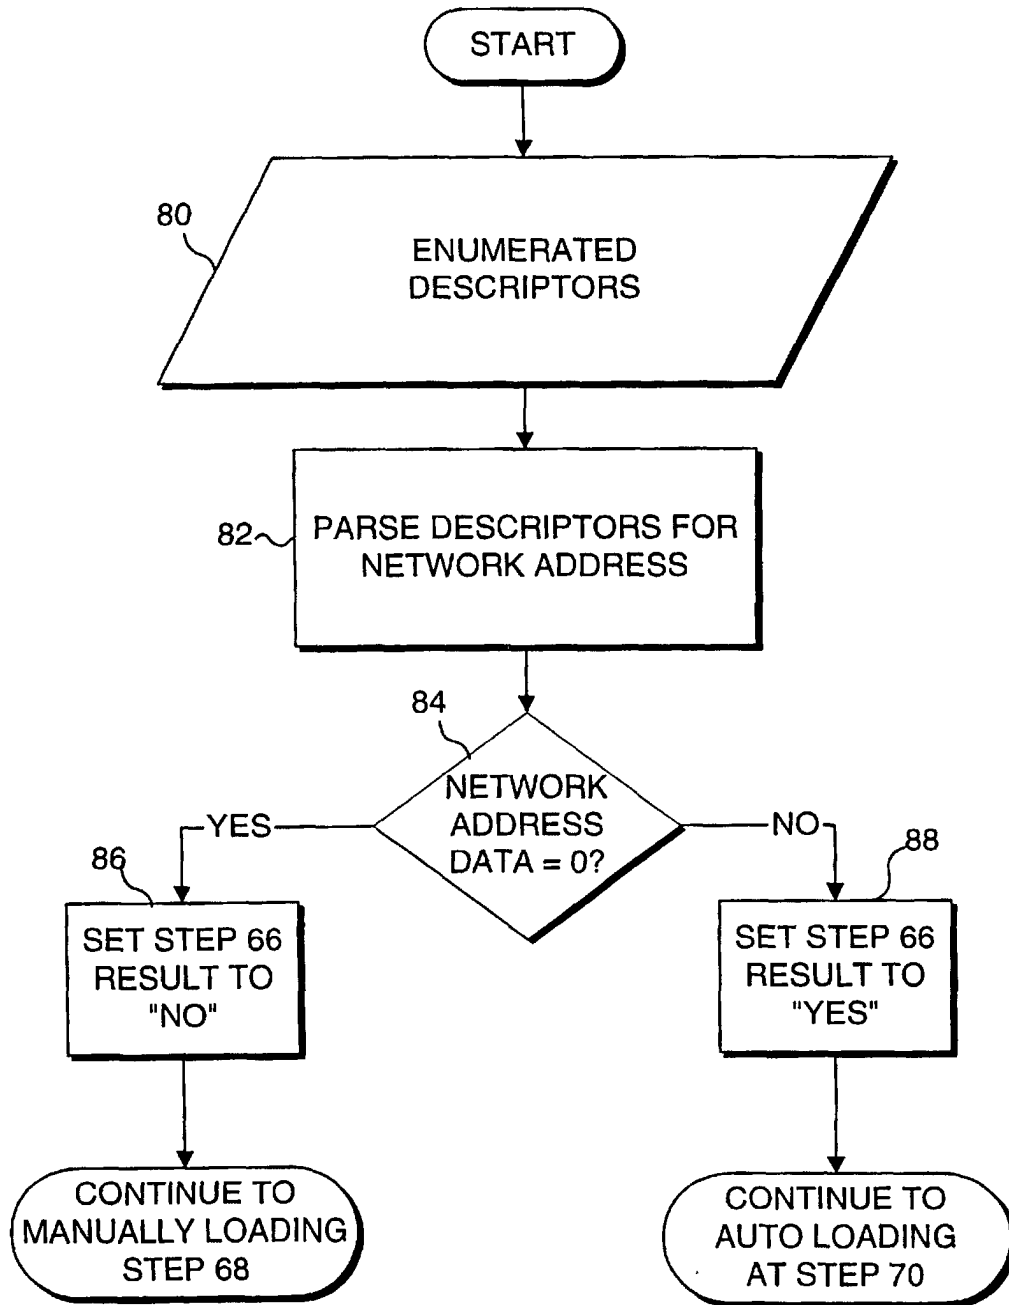 START
80
ENUMERATED
DESCRIPTORS
82
PARSE DESCRIPTORS FOR
NETWORK ADDRESS
84
NETWORK
ADDRESS
DATA = 0?
YES
NO
86
SET STEP 66
RESULT TO
"NO"
88
SET STEP 66
RESULT TO
"YES"
CONTINUE TO
MANUALLY LOADING
STEP 68
CONTINUE TO
AUTO LOADING
AT STEP 70